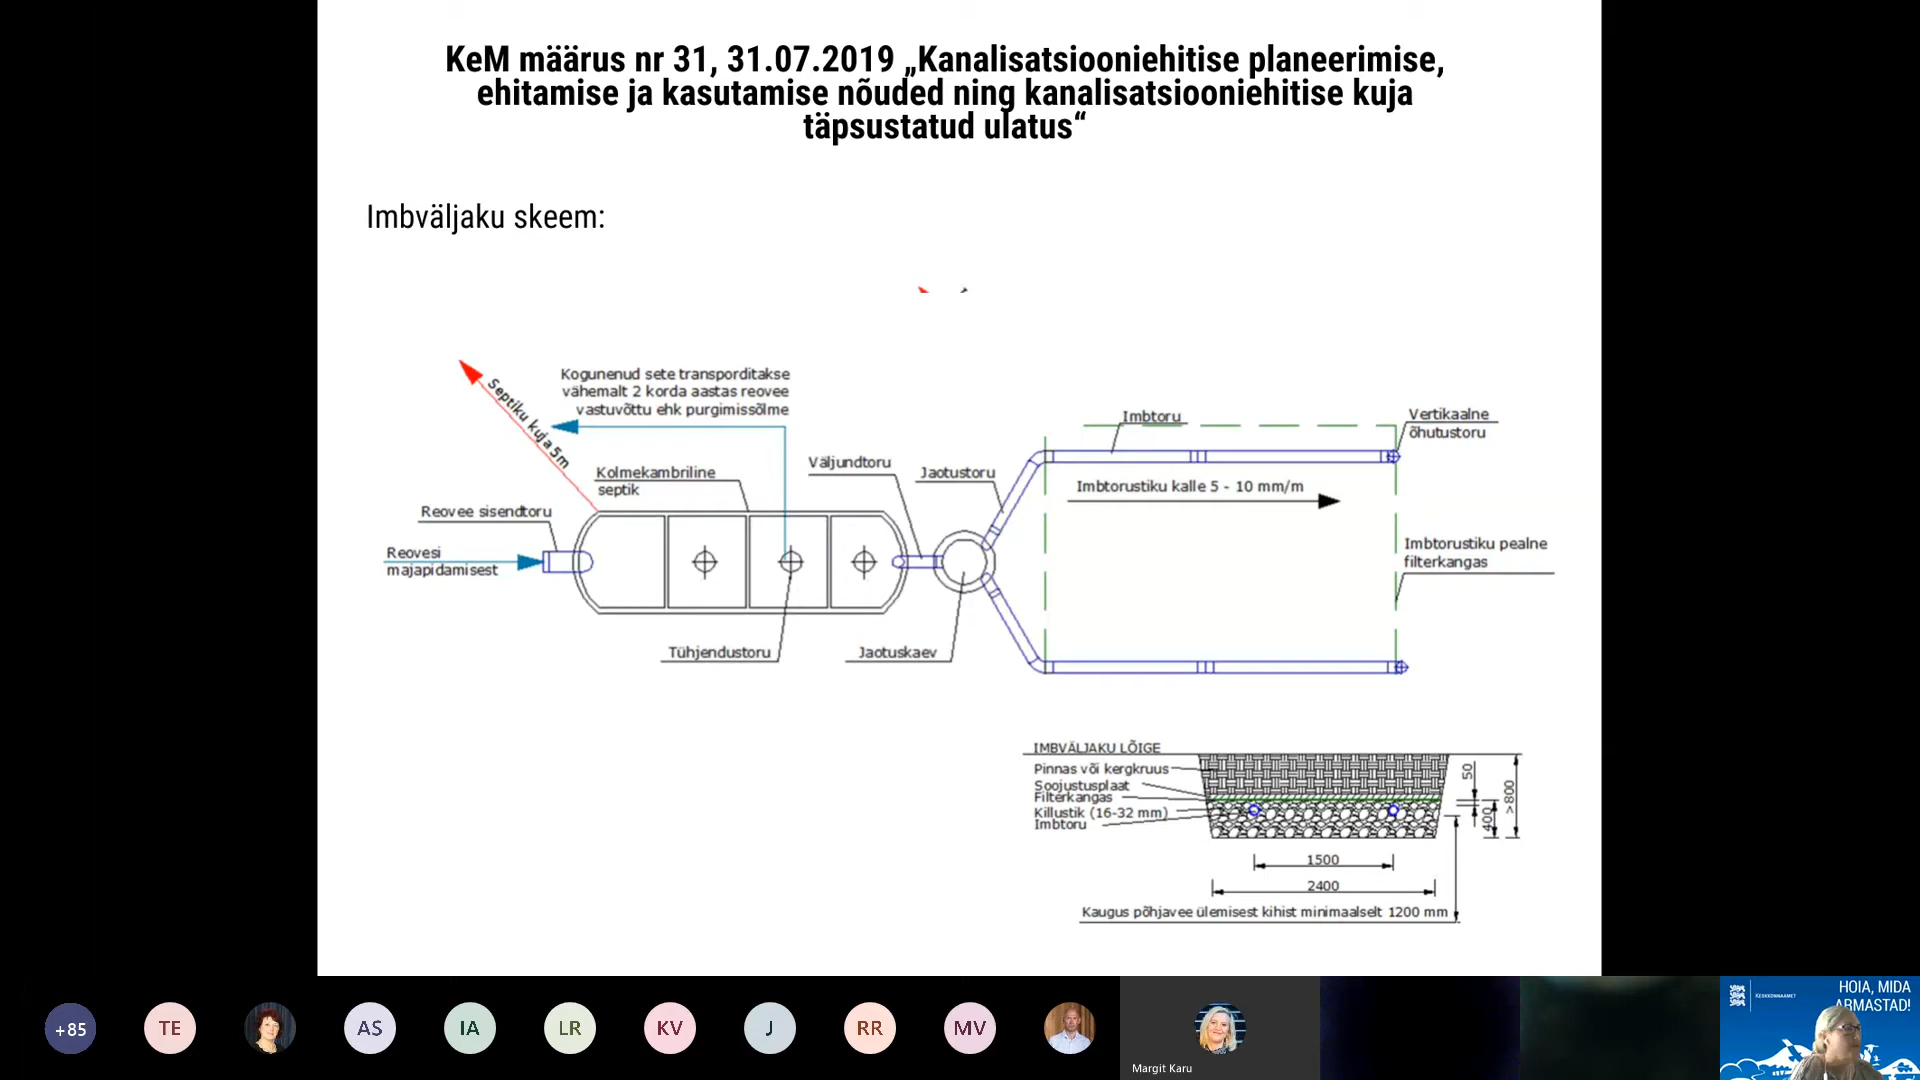 KeM määrus nr 31, 31.07.2019 „Kanalisatsiooniehitise planeerimise,
ehitamise ja kasutamise nõuded ning kanalisatsiooniehitise kuja
täpsustatud ulatus“
Imbväljaku skeem:
Septiku kuja 5m
Kogunenud sete transporditakse
vähemalt 2 korda aastas reovee
vastuvõttu ehk purgimissõlme
Kolmekambriline
septik
Väljundtoru
Jaotustoru
Imbtoru
Vertikaalne
õhutustoru
Imbtorustiku kalle 5 - 10 mm/m
Reovee sisendtoru
Reovesi
majapidamisest
Imbtorustiku pealne
filterkangas
Tühjendustoru
Jaotuskaev
IMBVÄLJAKU LÕIGE
Pinnas või kergkruus
Soojustusplaat
Filterkangas
Killustik (16-32 mm)
Imbtoru
50
400
>800
1500
2400
Kaugus põhjavee ülemisest kihist minimaalselt 1200 mm
+85
TE
AS
IA
LR
KV
J
RR
MV
Margit Karu
KESKKONNAAMET
HOIA, MIDA
ARMASTAD!